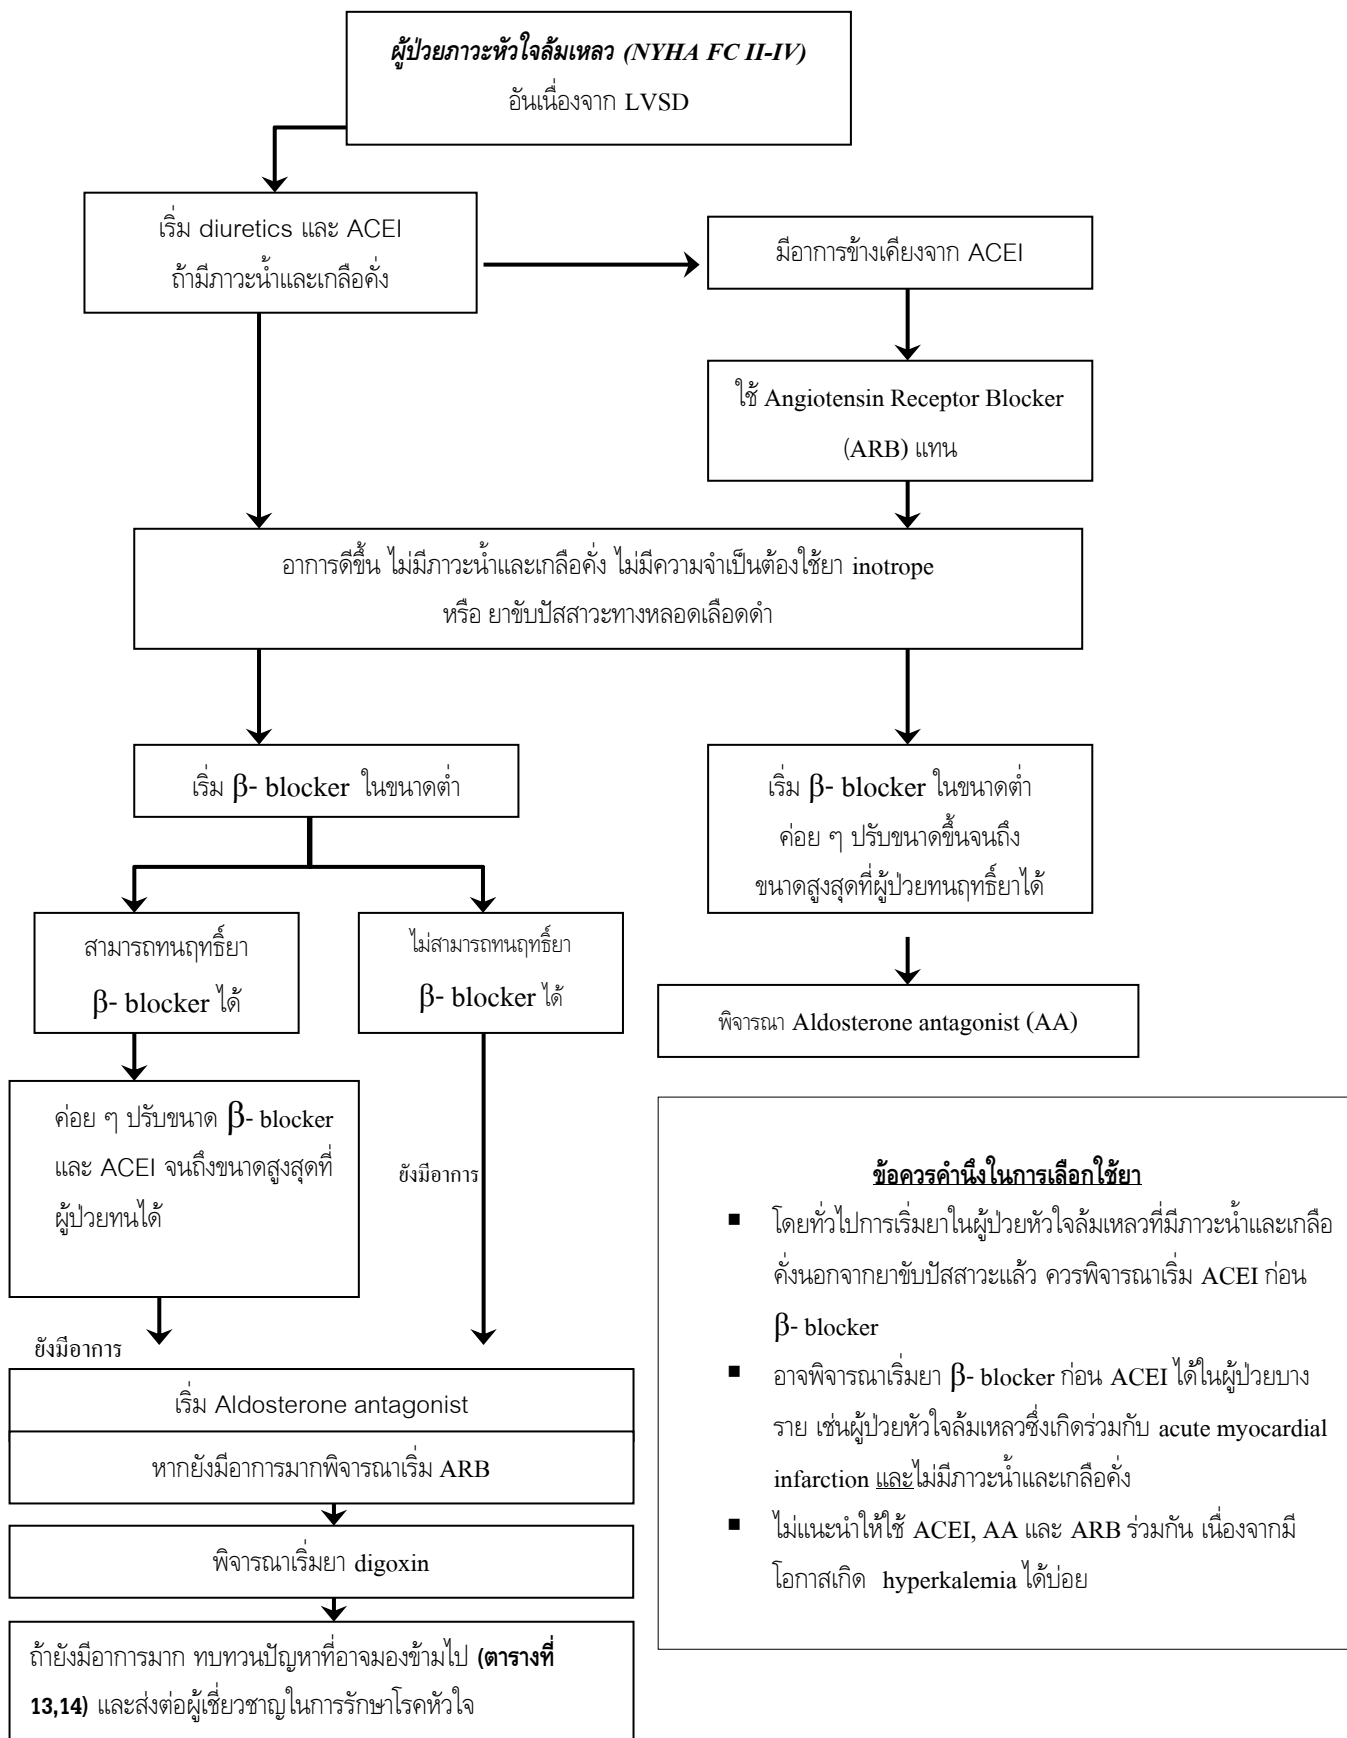 ผู้ป่วยภาวะหัวใจล้มเหลว (NYHA FC II-IV)
อันเนื่องจาก LVSD
เริ่ม diuretics และ ACEI
ถ้ามีภาวะน้ำและเกลือคั่ง
มีอาการข้างเคียงจาก ACEI
ใช้ Angiotensin Receptor Blocker
(ARB) แทน
อาการดีขึ้น ไม่มีภาวะน้ำและเกลือคั่ง ไม่มีความจำเป็นต้องใช้ยา inotrope
หรือ ยาขับปัสสาวะทางหลอดเลือดดำ
เริ่ม β- blocker ในขนาดต่ำ
เริ่ม β- blocker ในขนาดต่ำ
ค่อย ๆ ปรับขนาดขึ้นจนถึง
ขนาดสูงสุดที่ผู้ป่วยทนฤทธิ์ยาได้
สามารถทนฤทธิ์ยา
β- blocker ได้
ไม่สามารถทนฤทธิ์ยา
β- blocker ได้
พิจารณา Aldosterone antagonist (AA)
ค่อย ๆ ปรับขนาด β- blocker
และ ACEI จนถึงขนาดสูงสุดที่
ผู้ป่วยทนได้
ยังมีอาการ
ยังมีอาการ
เริ่ม Aldosterone antagonist
หากยังมีอาการมากพิจารณาเริ่ม ARB
พิจารณาเริ่มยา digoxin
ถ้ายังมีอาการมาก ทบทวนปัญหาที่อาจมองข้ามไป (ตารางที่
13,14) และส่งต่อผู้เชี่ยวชาญในการรักษาโรคหัวใจ
ข้อควรคำนึงในการเลือกใช้ยา
▪ โดยทั่วไปการเริ่มยาในผู้ป่วยหัวใจล้มเหลวที่มีภาวะน้ำและเกลือ
คั่งนอกจากยาขับปัสสาวะแล้ว ควรพิจารณาเริ่ม ACEI ก่อน
β- blocker
▪ อาจพิจารณาเริ่มยา β- blocker ก่อน ACEI ได้ในผู้ป่วยบาง
ราย เช่นผู้ป่วยหัวใจล้มเหลวซึ่งเกิดร่วมกับ acute myocardial
infarction และไม่มีภาวะน้ำและเกลือคั่ง
▪ ไม่แนะนำให้ใช้ ACEI, AA และ ARB ร่วมกัน เนื่องจากมี
โอกาสเกิด hyperkalemia ได้บ่อย